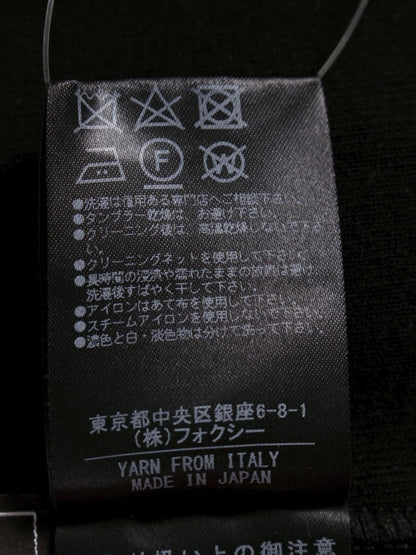 F
W
●洗濯は信用ある専門店へご相談下さい。
●タンブラー乾燥は お避け下さい。
●クリーニング後は 高温乾燥しないで下さ
い。
●クリーニングネットを使用して下さい。
●長時間の浸漬や濡れたままの放置は避け、
洗濯後すばやく干して下さい。
●アイロンはあて布を使用して下さい。
●スチームアイロンを使用しないで下さい。
●濃色と白・淡色物は分けて洗って下さい。
東京都中央区銀座6-8-1
(株)フォクシー
YARN FROM ITALY
MADE IN JAPAN
扱い上の御注意